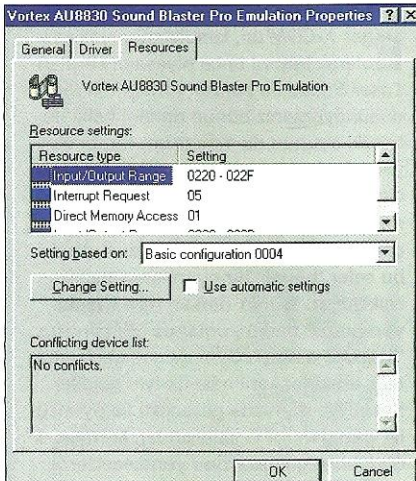 Vortex AU8830 Sound Blaster Pro Emulation Properties
General Driver Resources
Vortex AU8830 Sound Blaster Pro Emulation
Resource settings:
Resource type Setting
Input/Output Range 0220 - 022F
Interrupt Request 05
Direct Memory Access 01
Setting based on: Basic configuration 0004
Change Setting... Use automatic settings
Conflicting device list:
No conflicts.
OK Cancel